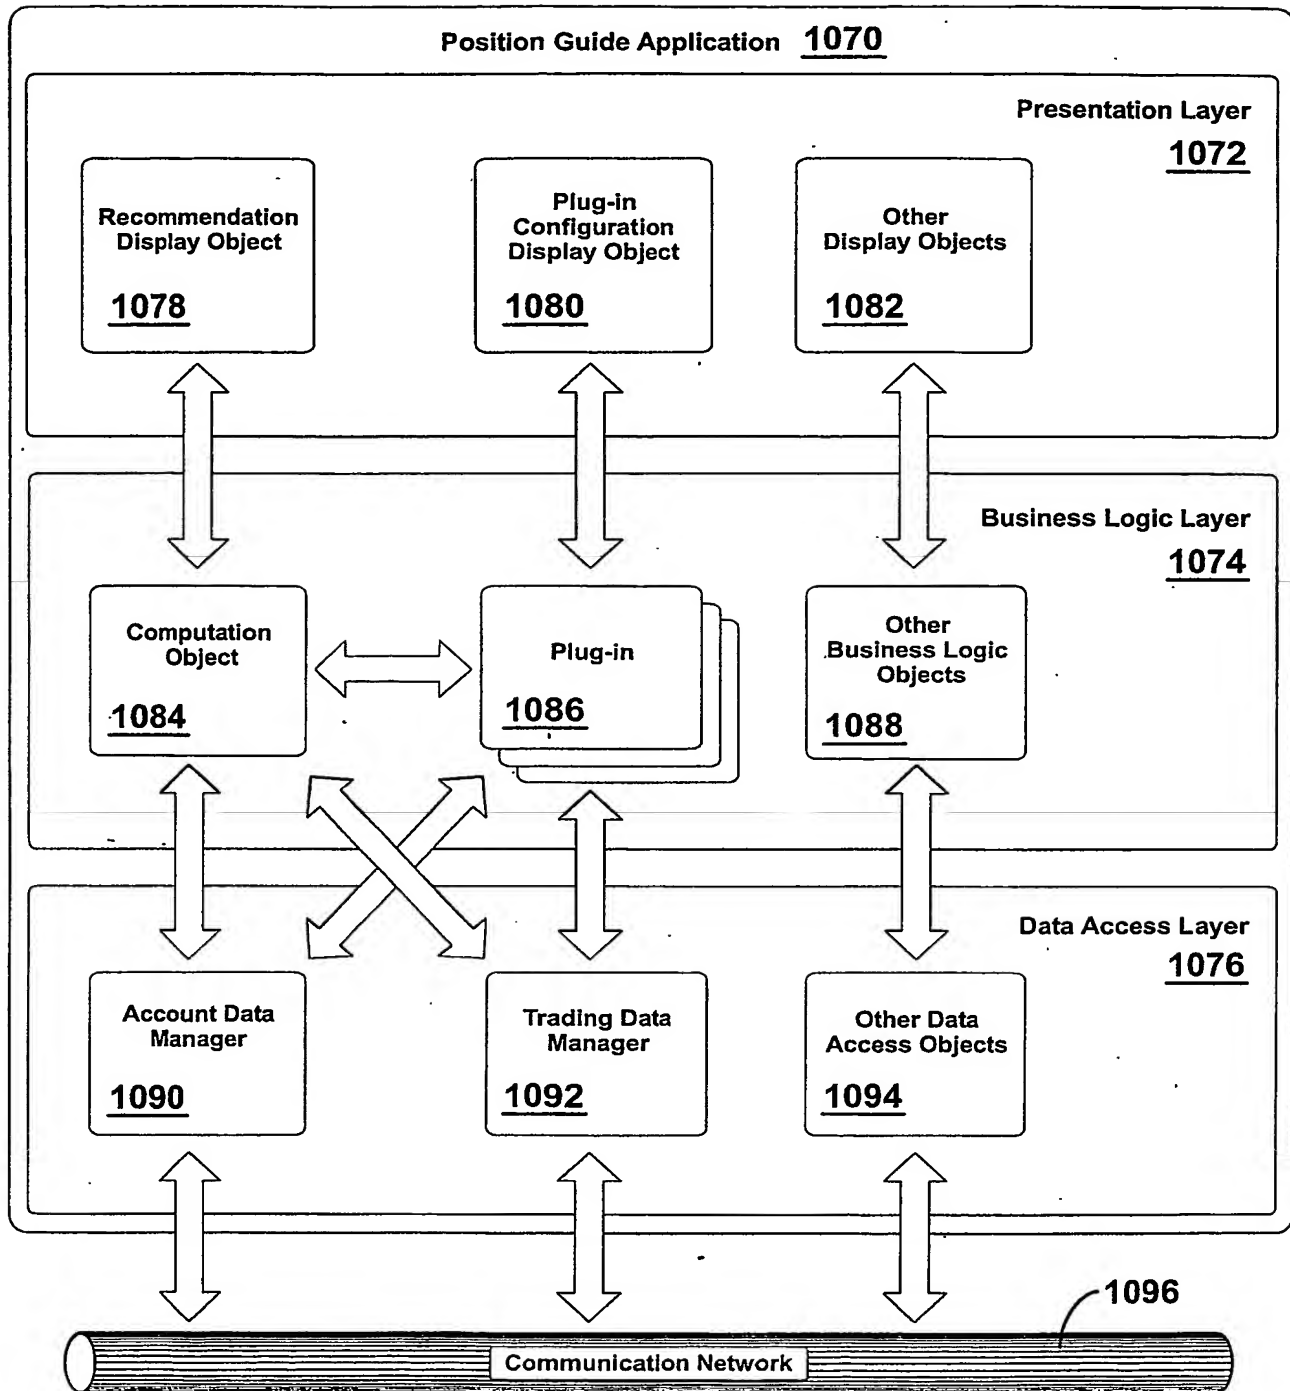 Position Guide Application 1070
Presentation Layer
1072
Recommendation
Display Object
1078
Plug-in
Configuration
Display Object
1080
Other
Display Objects
1082
Business Logic Layer
1074
Computation
Object
1084
Plug-in
1086
Other
Business Logic
Objects
1088
Data Access Layer
1076
Account Data
Manager
1090
Trading Data
Manager
1092
Other Data
Access Objects
1094
1096
Communication Network